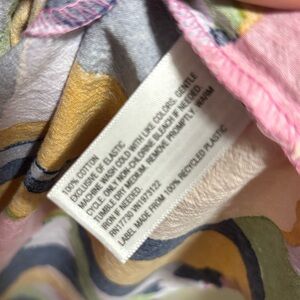 100% COTTON
EXCLUSIVE OF ELASTIC
MACHINE WASH COLD WITH LIKE COLORS, GENTLE
CYCLE. ONLY NON-CHLORINE BLEACH IF NEEDED.
TUMBLE DRY MEDIUM. REMOVE PROMPTLY. WARM
IRON IF NEEDED.
RN17730 VN1973122
LABEL MADE FROM 100% RECYCLED PLASTIC